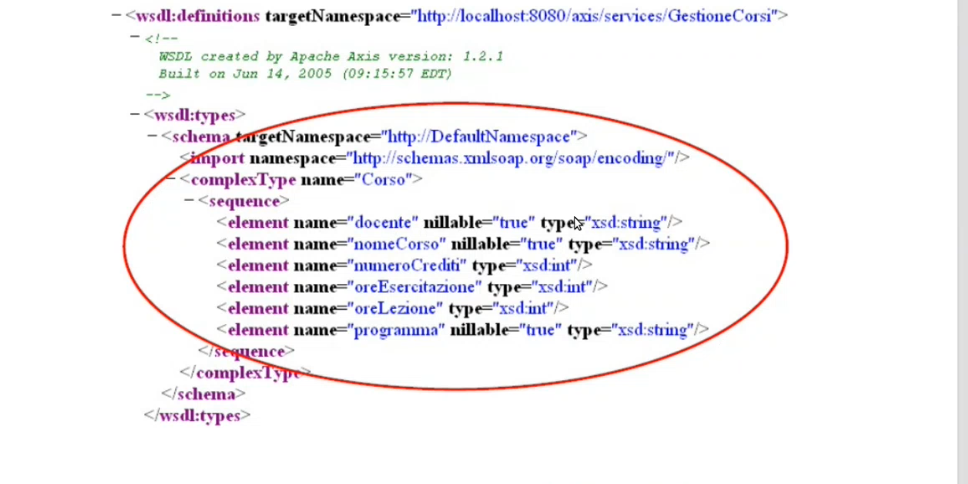 −<wsdl:definitions targetNamespace="http://localhost:8080/axis/services/GestioneCorsi">
−<!--
WSDL created by Apache Axis version: 1.2.1
Built on Jun 14, 2005 (09:15:57 EDT)
-->
−<wsdl:types>
−<schema targetNamespace="http://DefaultNamespace">
<import namespace="http://schemas.xmlsoap.org/soap/encoding/"/>
−<complexType name="Corso">
−<sequence>
<element name="docente" nillable="true" type="xsd:string"/>
<element name="nomeCorso" nillable="true" type="xsd:string"/>
<element name="numeroCrediti" type="xsd:int"/>
<element name="oreEsercitazione" type="xsd:int"/>
<element name="oreLezione" type="xsd:int"/>
<element name="programma" nillable="true" type="xsd:string"/>
</sequence>
</complexType>
</schema>
</wsdl:types>